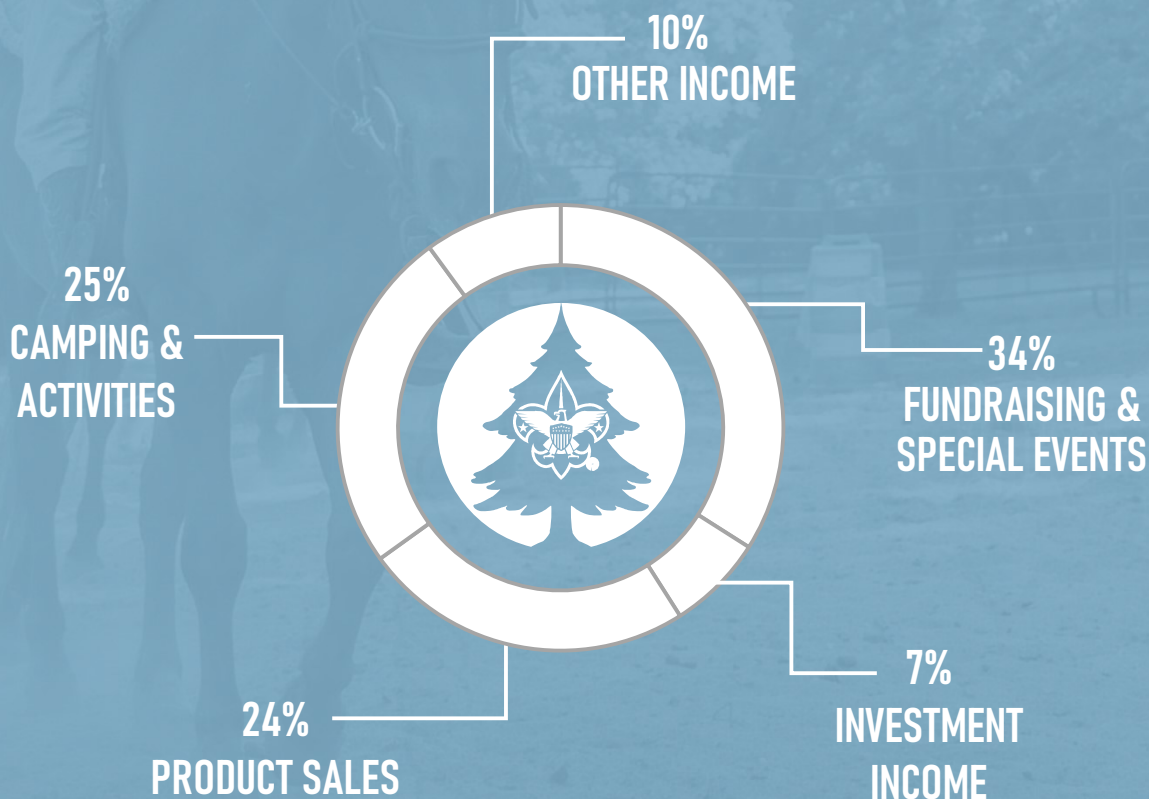 10%
OTHER INCOME
25%
CAMPING &
ACTIVITIES
34%
FUNDRAISING &
SPECIAL EVENTS
7%
INVESTMENT
INCOME
24%
PRODUCT SALES